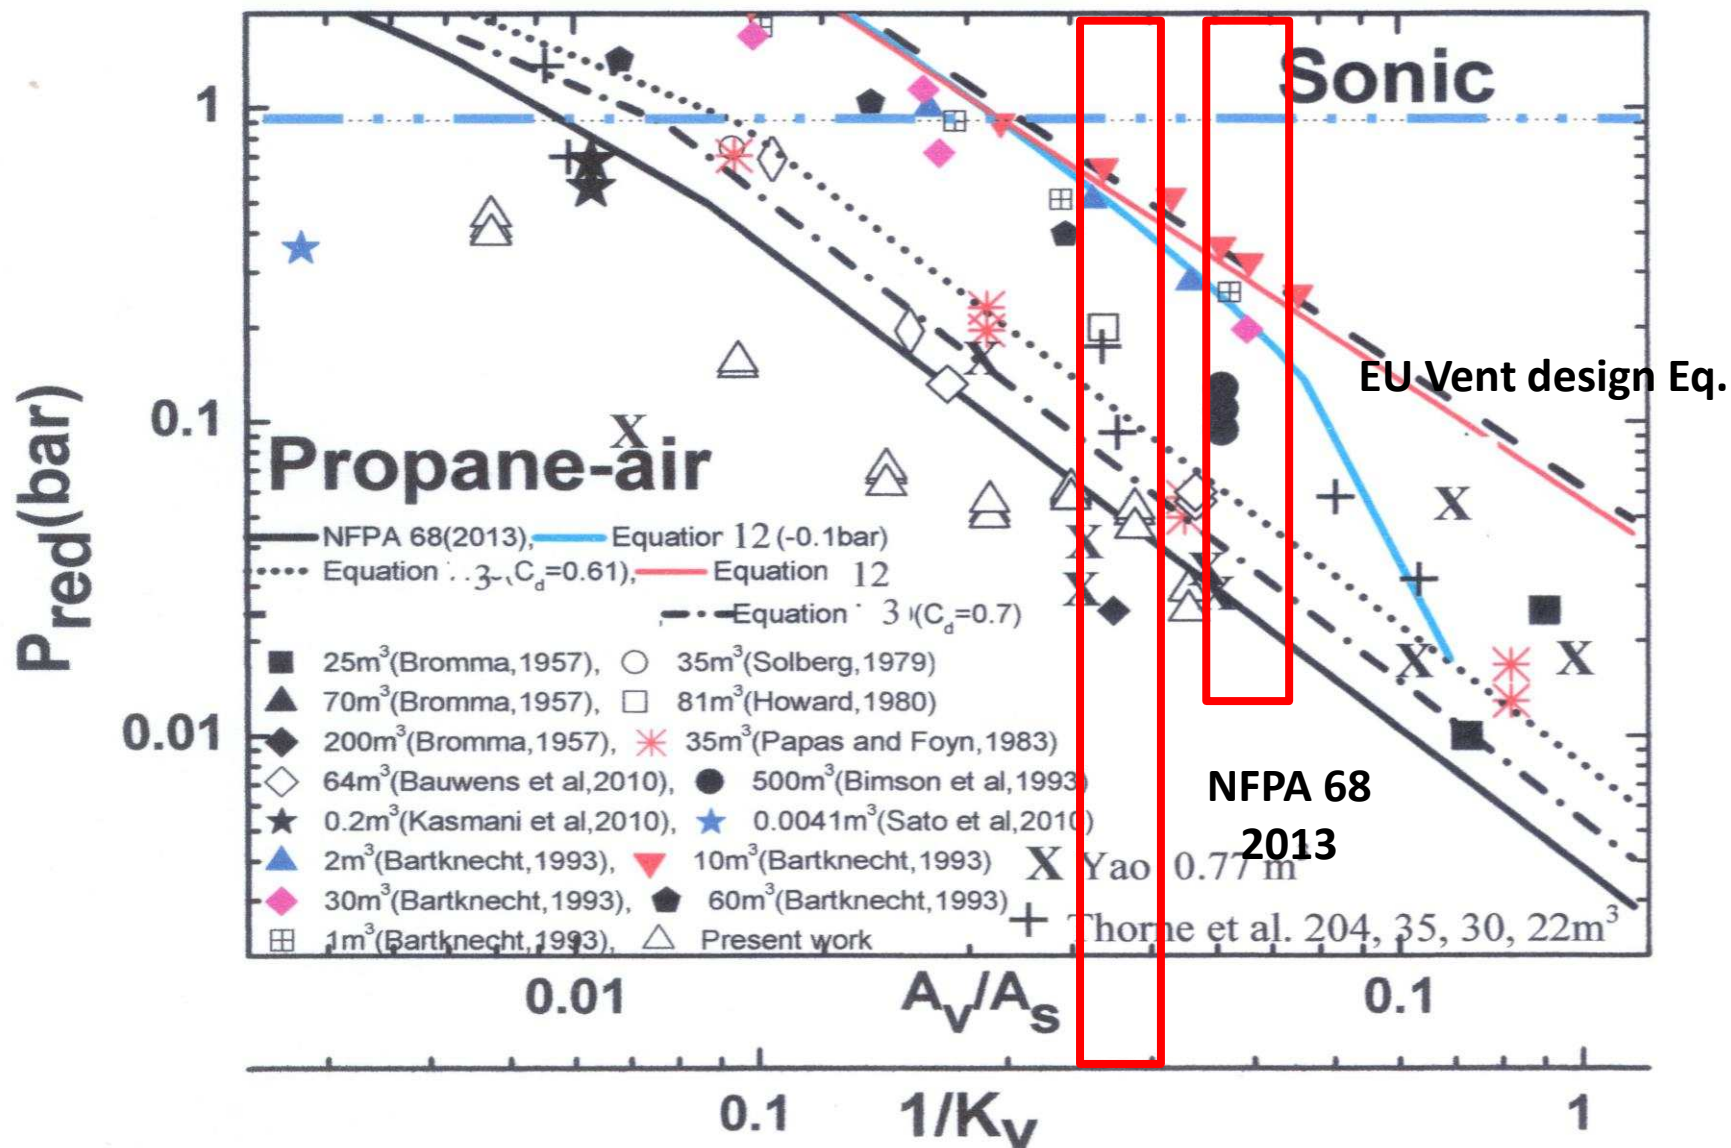 Sonic
1
EU Vent design Eq.
P_red(bar)
0.1
Propane-air
NFPA 68(2013), Equatior 12 (-0.1bar)
Equation 3 (C_d=0.61), Equation 12
Equation 3 (C_d=0.7)
25m³(Bromma,1957), 35m³(Solberg,1979)
70m³(Bromma,1957), 81m³(Howard,1980)
0.01
200m³(Bromma,1957), 35m³(Papas and Foyn,1983)
64m³(Bauwens et al,2010), 500m³(Bimson et al,1993)
NFPA 68
2013
0.2m³(Kasmani et al,2010), 0.0041m³(Sato et al,2010)
2m³(Bartknecht,1993), 10m³(Bartknecht,1993)
X Yao 0.77 m³
30m³(Bartknecht,1993), 60m³(Bartknecht,1993)
1m³(Bartknecht,1993), Present work
Thorne et al. 204, 35, 30, 22m³
0.01 A_v/A_s 0.1
0.1 1/K_v 1